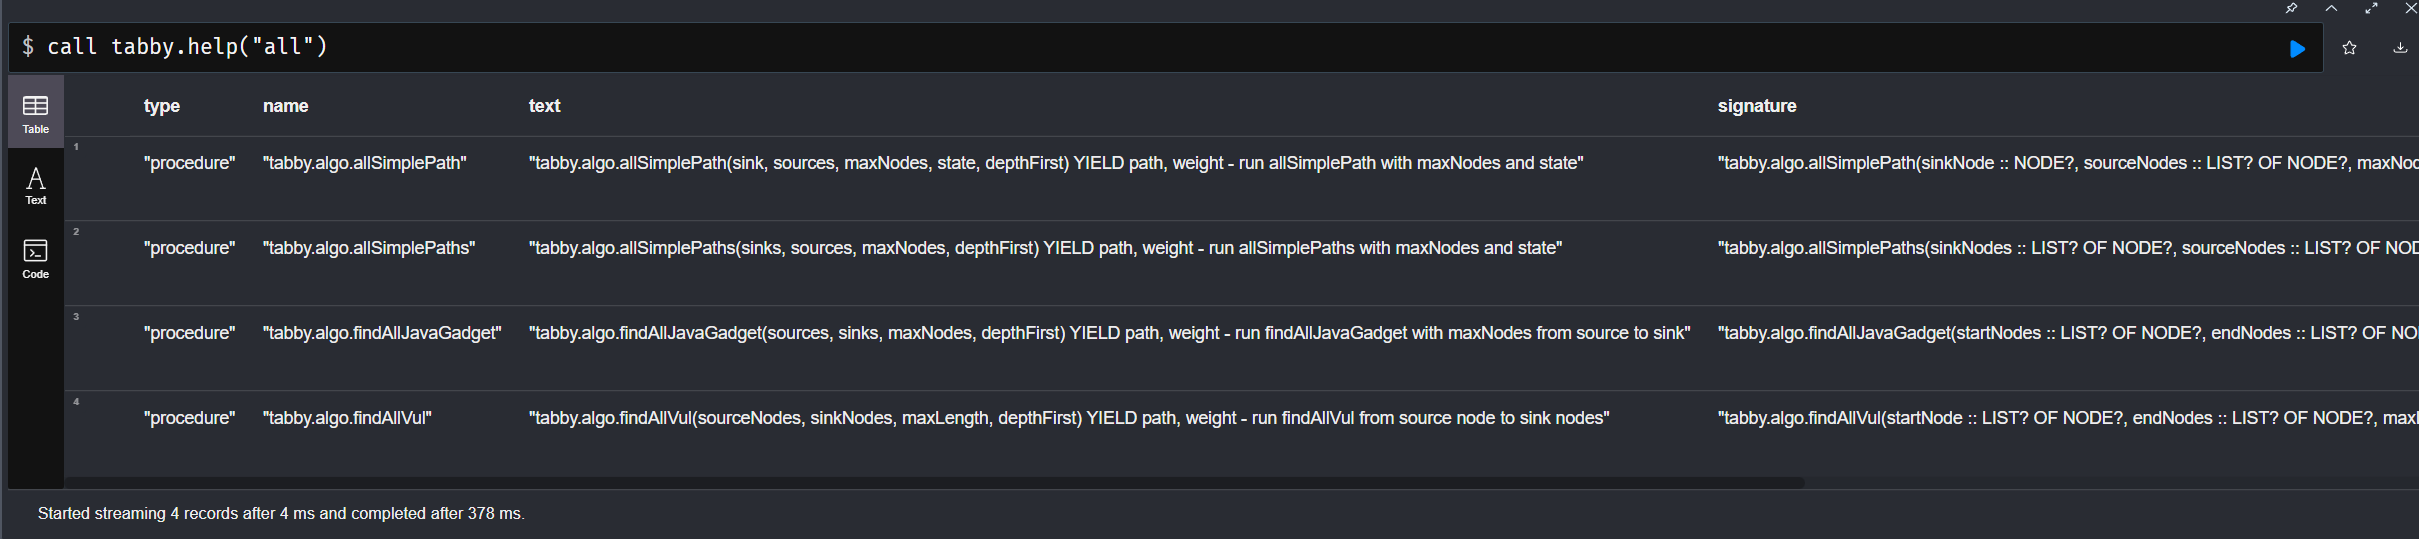 $ call tabby.help("all")
Table
Text
Code
type name text signature
1
"procedure" "tabby.algo.allSimplePath" "tabby.algo.allSimplePath(sink, sources, maxNodes, state, depthFirst) YIELD path, weight - run allSimplePath with maxNodes and state" "tabby.algo.allSimplePath(sinkNode :: NODE?, sourceNodes :: LIST? OF NODE?, maxNod
2
"procedure" "tabby.algo.allSimplePaths" "tabby.algo.allSimplePaths(sinks, sources, maxNodes, depthFirst) YIELD path, weight - run allSimplePaths with maxNodes and state" "tabby.algo.allSimplePaths(sinkNodes :: LIST? OF NODE?, sourceNodes :: LIST? OF NOD
3
"procedure" "tabby.algo.findAllJavaGadget" "tabby.algo.findAllJavaGadget(sources, sinks, maxNodes, depthFirst) YIELD path, weight - run findAllJavaGadget with maxNodes from source to sink" "tabby.algo.findAllJavaGadget(startNodes :: LIST? OF NODE?, endNodes :: LIST? OF NO
4
"procedure" "tabby.algo.findAllVul" "tabby.algo.findAllVul(sourceNodes, sinkNodes, maxLength, depthFirst) YIELD path, weight - run findAllVul from source node to sink nodes" "tabby.algo.findAllVul(startNode :: LIST? OF NODE?, endNodes :: LIST? OF NODE?, max
Started streaming 4 records after 4 ms and completed after 378 ms.